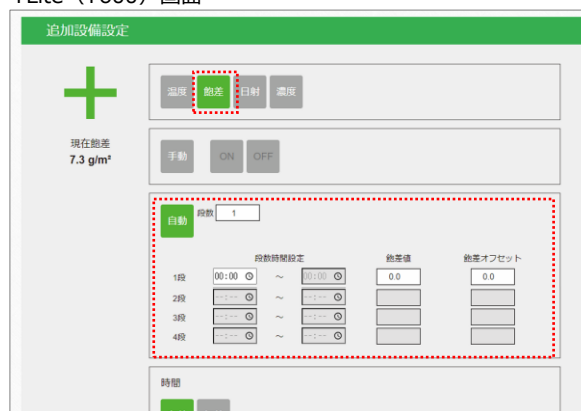 追加設備設定
温度 飽差 日射 濃度
現在飽差
7.3 g/m³
手動 ON OFF
自動 段数 1
段数時間設定 飽差値 飽差オフセット
1段 00:00 ～ 00:00 0.0 0.0
2段 --:-- ～ --:--
3段 --:-- ～ --:--
4段 --:-- ～ --:--
時間